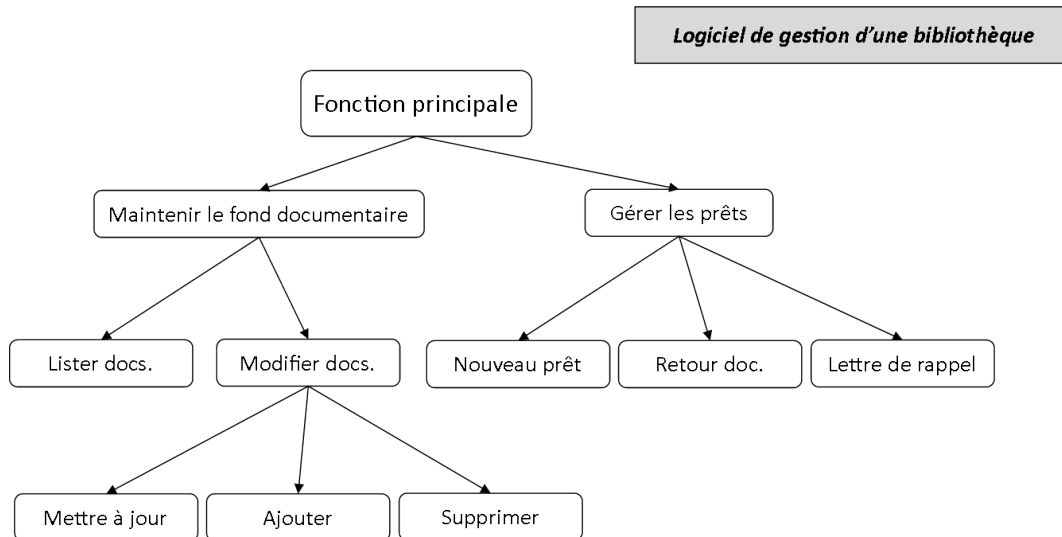 Logiciel de gestion d’une bibliothèque
Fonction principale
Maintenir le fond documentaire
Gérer les prêts
Lister docs.
Modifier docs.
Nouveau prêt
Retour doc.
Lettre de rappel
Mettre à jour
Ajouter
Supprimer